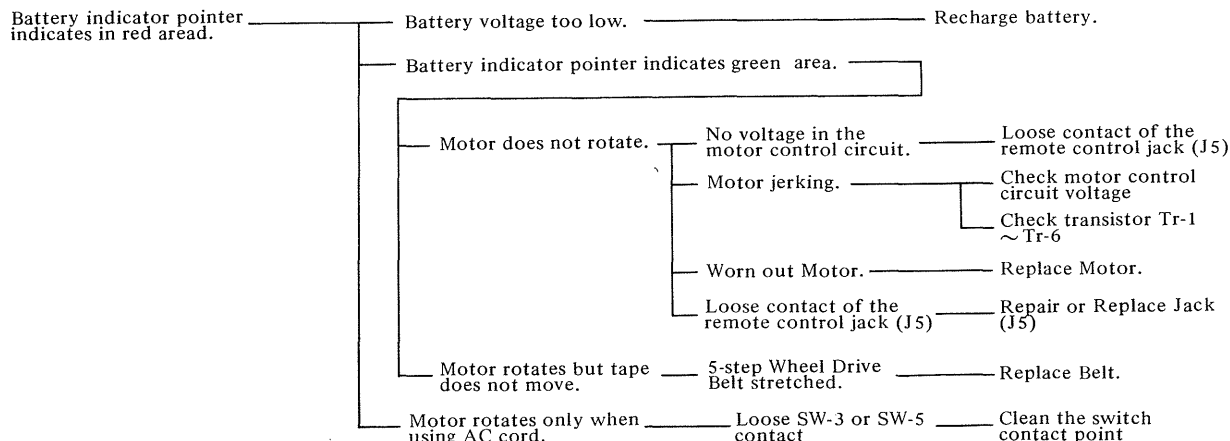 Battery indicator pointer
indicates in red aread.
Battery voltage too low.
Recharge battery.
Battery indicator pointer indicates green area.
Motor does not rotate.
No voltage in the
motor control circuit.
Loose contact of the
remote control jack (J5)
Motor jerking.
Check motor control
circuit voltage
Check transistor Tr-1
~ Tr-6
Worn out Motor.
Replace Motor.
Loose contact of the
remote control jack (J5)
Repair or Replace Jack
(J5)
Motor rotates but tape
does not move.
5-step Wheel Drive
Belt stretched.
Replace Belt.
Motor rotates only when
using AC cord.
Loose SW-3 or SW-5
contact
Clean the switch
contact point